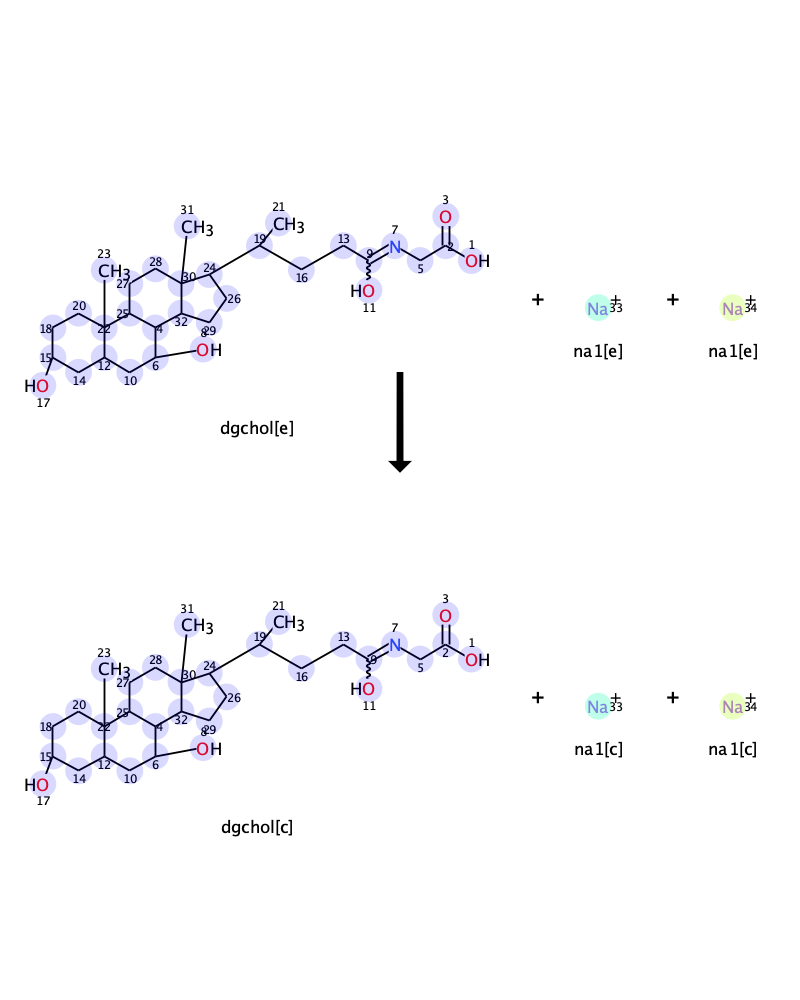 3
31 21
CH3 CH3 7 1
19 13 9 N 2 OH
23 28 24 5
CH3 27 30 16 HO
20 25 26 11
18 22 4 32 29
8
15 12 6 OH
14 10
HO
17
O
+ Na+33 + Na+34
na1[e] na1[e]
dgchol[e]
3
O
31 21
CH3 CH3 7 1
19 13 9 N 2 OH
23 28 24 5
CH3 27 30 16 HO
20 25 26 11
18 22 4 32 29
8
15 12 6 OH
14 10
HO
17
+ Na+33 + Na+34
na1[c] na1[c]
dgchol[c]